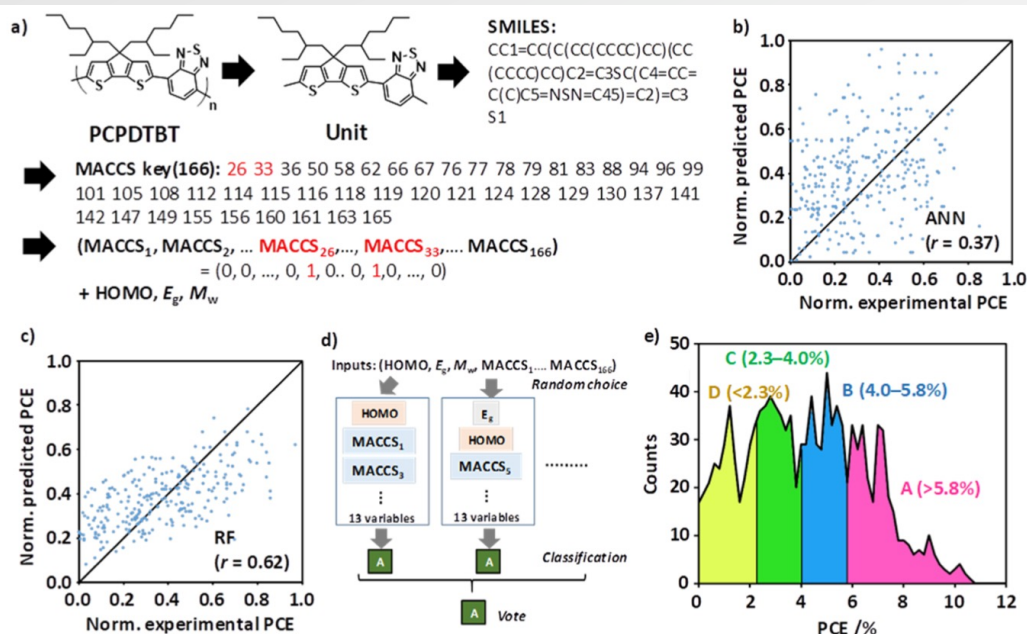 a)
N-S
N
S
S
n
PCPDTBT
N-S
N
S
S
Unit
SMILES:
CC1=CC(C(CC(CCCC)CC)(CC
(CCCC)CC)C2=C3SC(C4=CC=
C(C)C5=NSN=C45)=C2)=C3
S1
MACCS key(166): 26 33 36 50 58 62 66 67 76 77 78 79 81 83 88 94 96 99
101 105 108 112 114 115 116 118 119 120 121 124 128 129 130 137 141
142 147 149 155 156 160 161 163 165
(MACCS1, MACCS2, ... MACCS26,..., MACCS33,.... MACCS166)
= (0, 0, ..., 0, 1, 0.. 0, 1,0, ..., 0)
+ HOMO, Eg, Mw
b)
Norm. predicted PCE
1.0
0.8
0.6
0.4
0.2
0.0
ANN
(r = 0.37)
0.0 0.2 0.4 0.6 0.8 1.0
Norm. experimental PCE
c)
Norm. predicted PCE
1.0
0.8
0.6
0.4
0.2
0.0
RF
(r = 0.62)
0.0 0.2 0.4 0.6 0.8 1.0
Norm. experimental PCE
d)
Inputs: (HOMO, Eg, Mw, MACCS1.... MACCS166)
Random choice
HOMO
MACCS1
MACCS3
⋮
13 variables
A
Eg
HOMO
MACCS5
⋮
13 variables
A
........
Classification
A
Vote
e)
Counts
50
40
30
20
10
0
C (2.3–4.0%)
D (<2.3%)
B (4.0–5.8%)
A (>5.8%)
0 2 4 6 8 10 12
PCE /%